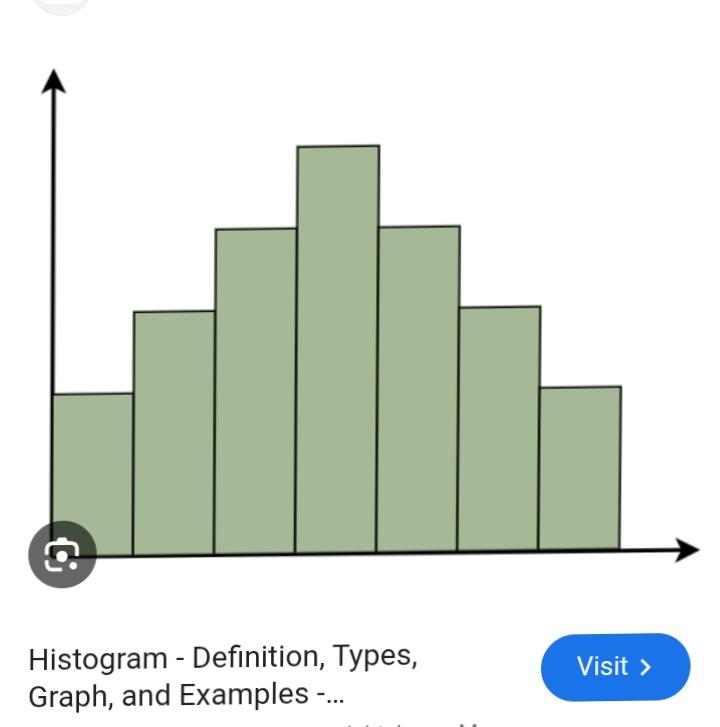 Histogram - Definition, Types,
Graph, and Examples -...
Visit